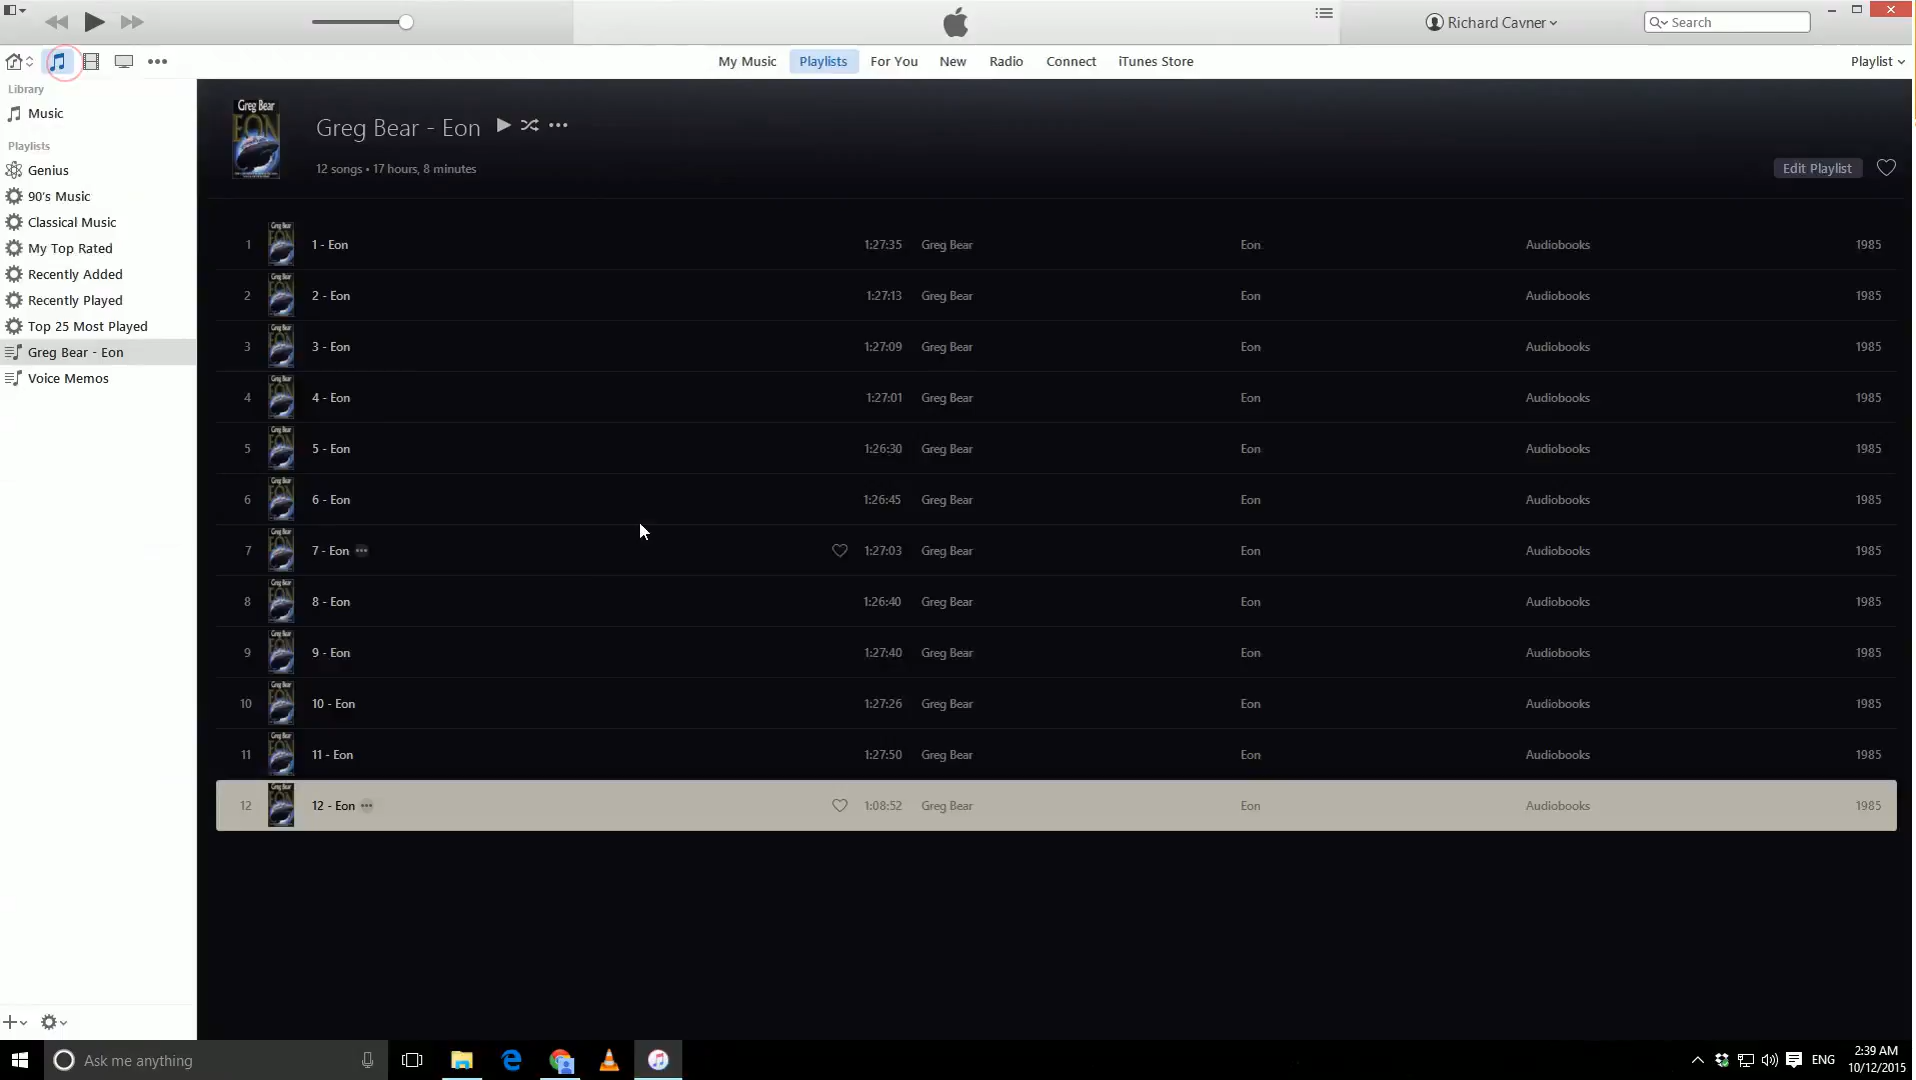 Richard Cavner
Search
My Music
Playlists
For You
New
Radio
Connect
iTunes Store
Playlist
Library
Music
Playlists
Genius
90's Music
Classical Music
My Top Rated
Recently Added
Recently Played
Top 25 Most Played
Greg Bear - Eon
Voice Memos
Greg Bear
EON
Greg Bear - Eon
12 songs • 17 hours, 8 minutes
Edit Playlist
1 1 - Eon 1:27:35 Greg Bear Eon Audiobooks 1985
2 2 - Eon 1:27:13 Greg Bear Eon Audiobooks 1985
3 3 - Eon 1:27:09 Greg Bear Eon Audiobooks 1985
4 4 - Eon 1:27:01 Greg Bear Eon Audiobooks 1985
5 5 - Eon 1:26:30 Greg Bear Eon Audiobooks 1985
6 6 - Eon 1:26:45 Greg Bear Eon Audiobooks 1985
7 7 - Eon 1:27:03 Greg Bear Eon Audiobooks 1985
8 8 - Eon 1:26:40 Greg Bear Eon Audiobooks 1985
9 9 - Eon 1:27:40 Greg Bear Eon Audiobooks 1985
10 10 - Eon 1:27:26 Greg Bear Eon Audiobooks 1985
11 11 - Eon 1:27:50 Greg Bear Eon Audiobooks 1985
12 12 - Eon 1:08:52 Greg Bear Eon Audiobooks 1985
Ask me anything
ENG
2:39 AM
10/12/2015